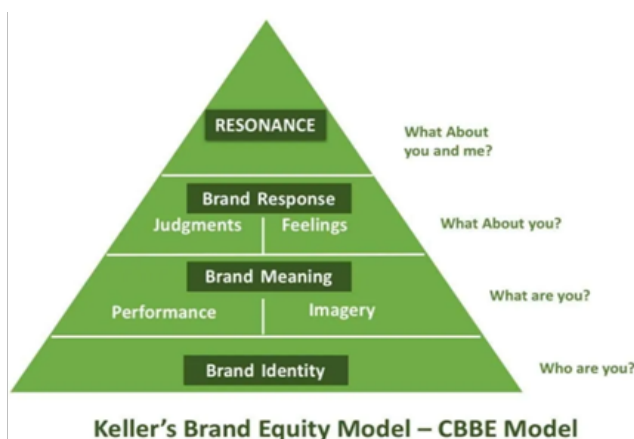 RESONANCE
What About
you and me?
Brand Response
Judgments Feelings
What About you?
Brand Meaning
Performance Imagery
What are you?
Brand Identity
Who are you?
Keller's Brand Equity Model – CBBE Model